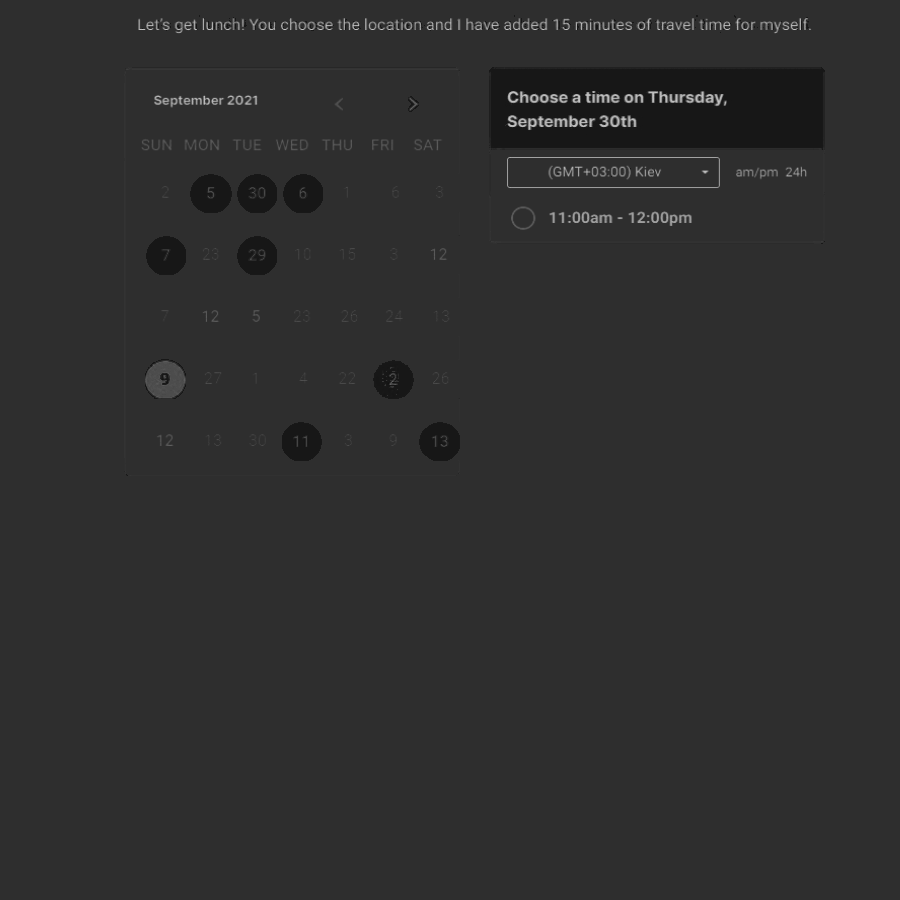 Let's get lunch! You choose the location and I have added 15 minutes of travel time for myself.
September 2021 < >
SUN MON TUE WED THU FRI SAT
2 5 30 6 1 6 3
7 23 29 10 15 3 12
7 12 5 23 26 24 13
9 27 1 4 22 2 26
12 13 30 11 3 9 13
Choose a time on Thursday,
September 30th
(GMT+03:00) Kiev am/pm 24h
11:00am - 12:00pm